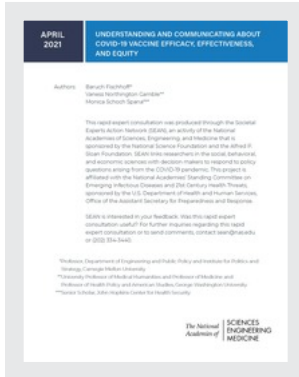 APRIL
2021
UNDERSTANDING AND COMMUNICATING ABOUT
COVID-19 VACCINE EFFICACY, EFFECTIVENESS,
AND EQUITY
Authors: Baruch Fischhoff*
Vanessa Northington Gamble**
Monica Schoch-Spana***
This rapid expert consultation was produced through the Societal
Experts Action Network (SEAN), an activity of the National
Academies of Sciences, Engineering, and Medicine that is
sponsored by the National Science Foundation and the Alfred P.
Sloan Foundation. SEAN links researchers in the social, behavioral,
and economic sciences with decision makers to respond to policy
questions arising from the COVID-19 pandemic. This project is
affiliated with the National Academies' Standing Committee on
Emerging Infectious Diseases and 21st Century Health Threats,
sponsored by the U.S. Department of Health and Human Services,
Office of the Assistant Secretary for Preparedness and Response.
SEAN is interested in your feedback. Was this rapid expert
consultation useful? For further inquiries regarding this rapid
expert consultation or to send comments, contact sean@nas.edu
or (202) 334-3440.
*Professor, Department of Engineering and Public Policy and Institute for Politics and
Strategy, Carnegie Mellon University
**University Professor of Medical Humanities and Professor of Medicine and
Professor of Health Policy and American Studies, George Washington University
***Senior Scholar, John Hopkins Center for Health Security
The National
Academies of
SCIENCES
ENGINEERING
MEDICINE